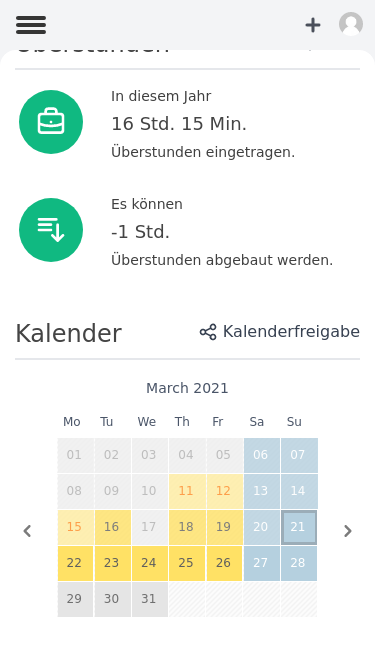 Überstunden
In diesem Jahr
16 Std. 15 Min.
Überstunden eingetragen.
Es können
-1 Std.
Überstunden abgebaut werden.
Kalender
Kalenderfreigabe
March 2021
Mo Tu We Th Fr Sa Su
01 02 03 04 05 06 07
08 09 10 11 12 13 14
15 16 17 18 19 20 21
22 23 24 25 26 27 28
29 30 31